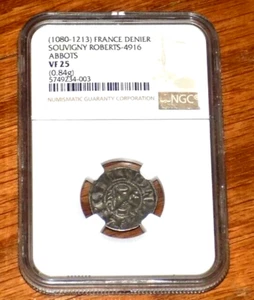 (1080-1213) FRANCE DENIER
SOUVIGNY ROBERTS-4916
ABBOTS
VF 25
(0.84g)
5749234-003
NUMISMATIC GUARANTY CORPORATION
NGC